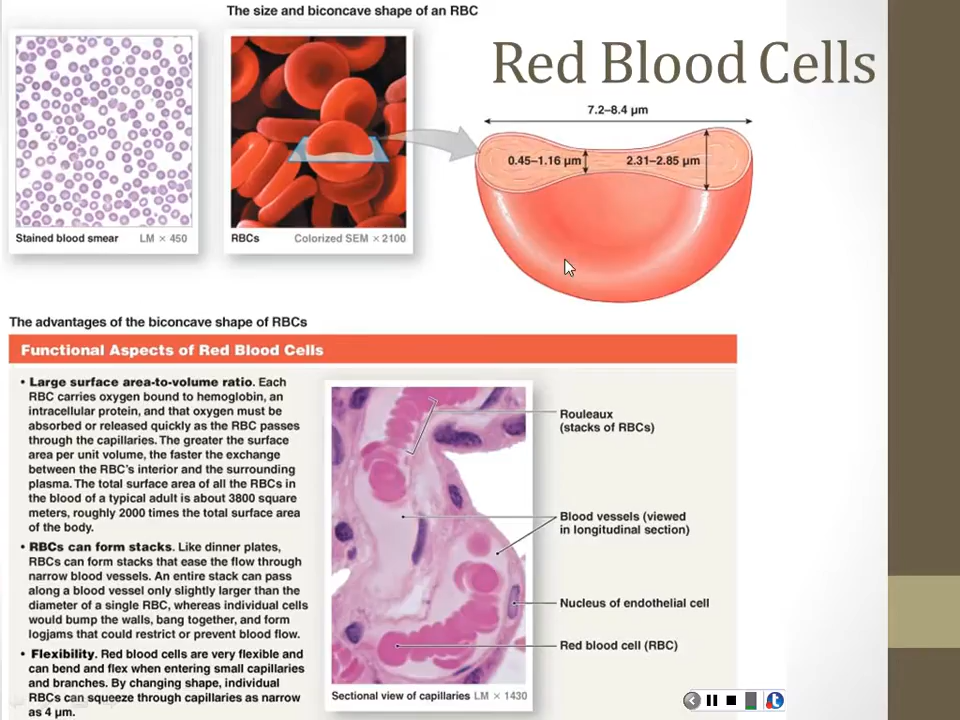 The size and biconcave shape of an RBC
Red Blood Cells
7.2–8.4 µm
0.45–1.16 µm
2.31–2.85 µm
Stained blood smear LM × 450
RBCs Colorized SEM × 2100
The advantages of the biconcave shape of RBCs
Functional Aspects of Red Blood Cells
• Large surface area-to-volume ratio. Each
RBC carries oxygen bound to hemoglobin, an
intracellular protein, and that oxygen must be
absorbed or released quickly as the RBC passes
through the capillaries. The greater the surface
area per unit volume, the faster the exchange
between the RBC's interior and the surrounding
plasma. The total surface area of all the RBCs in
the blood of a typical adult is about 3800 square
meters, roughly 2000 times the total surface area
of the body.
• RBCs can form stacks. Like dinner plates,
RBCs can form stacks that ease the flow through
narrow blood vessels. An entire stack can pass
along a blood vessel only slightly larger than the
diameter of a single RBC, whereas individual cells
would bump the walls, bang together, and form
logjams that could restrict or prevent blood flow.
• Flexibility. Red blood cells are very flexible and
can bend and flex when entering small capillaries
and branches. By changing shape, individual
RBCs can squeeze through capillaries as narrow
as 4 µm.
Rouleaux
(stacks of RBCs)
Blood vessels (viewed
in longitudinal section)
Nucleus of endothelial cell
Red blood cell (RBC)
Sectional view of capillaries LM × 1430
t